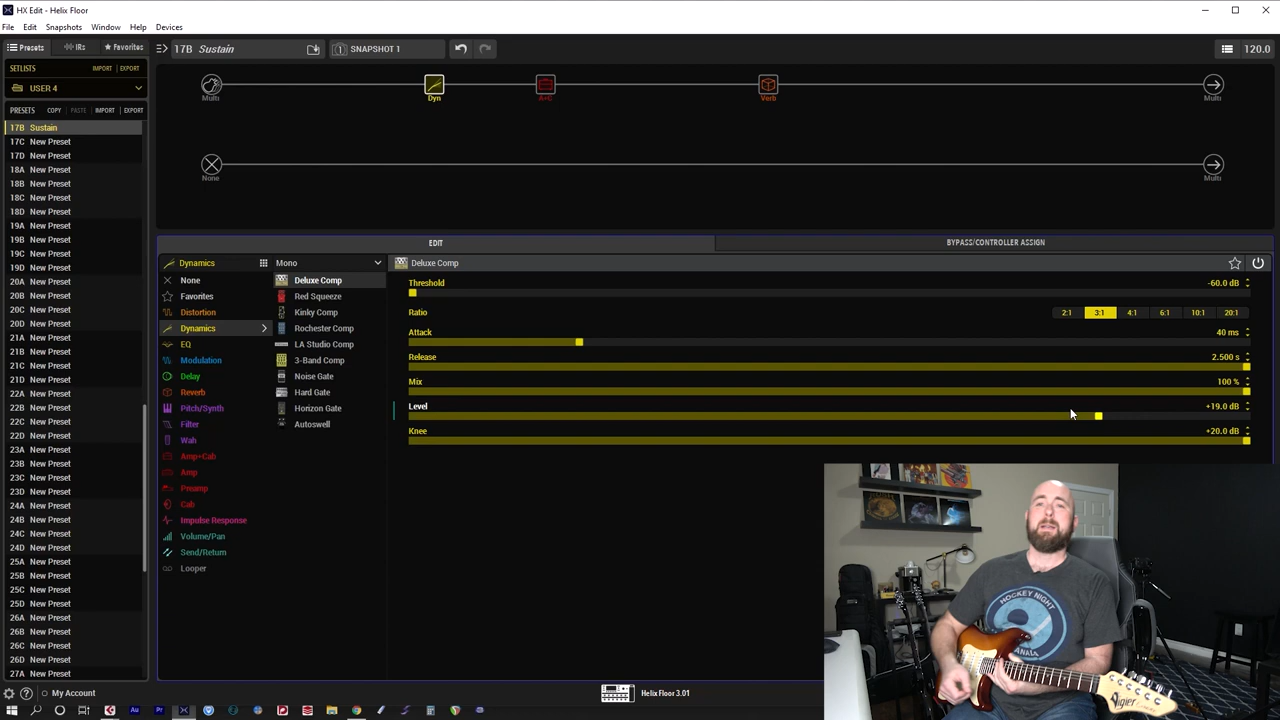 HX Edit - Helix Floor
File Edit Snapshots Window Help Devices
Presets IRs Favorites
17B Sustain
1 SNAPSHOT 1
120.0
SETLISTS IMPORT EXPORT
USER 4
PRESETS COPY PASTE IMPORT EXPORT
17B Sustain
17C New Preset
17D New Preset
18A New Preset
18B New Preset
18C New Preset
18D New Preset
19A New Preset
19B New Preset
19C New Preset
19D New Preset
20A New Preset
20B New Preset
20C New Preset
20D New Preset
21A New Preset
21B New Preset
21C New Preset
21D New Preset
22A New Preset
22B New Preset
22C New Preset
22D New Preset
23A New Preset
23B New Preset
23C New Preset
23D New Preset
24A New Preset
24B New Preset
24C New Preset
24D New Preset
25A New Preset
25B New Preset
25C New Preset
25D New Preset
26A New Preset
26B New Preset
26C New Preset
26D New Preset
27A New Preset
My Account
Multi Dyn A+C Verb Multi
None Multi
EDIT BYPASS/CONTROLLER ASSIGN
Dynamics
None
Favorites
Distortion
Dynamics
EQ
Modulation
Delay
Reverb
Pitch/Synth
Filter
Wah
Amp+Cab
Amp
Preamp
Cab
Impulse Response
Volume/Pan
Send/Return
Looper
Mono
Deluxe Comp
Red Squeeze
Kinky Comp
Rochester Comp
LA Studio Comp
3-Band Comp
Noise Gate
Hard Gate
Horizon Gate
Autoswell
Deluxe Comp
Threshold -60.0 dB
Ratio 2:1 3:1 4:1 6:1 10:1 20:1
Attack 40 ms
Release 2.500 s
Mix 100 %
Level +19.0 dB
Knee +20.0 dB
Helix Floor 3.01
HOCKEY NIGHT
Vigier